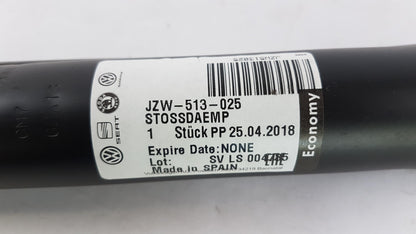 JZW-513-025
STOSSDAEMP
1 Stück PP 25.04.2018
Expire Date: NONE
Lot: SV LS
Made in SPAIN
Economy
SEAT
EAC